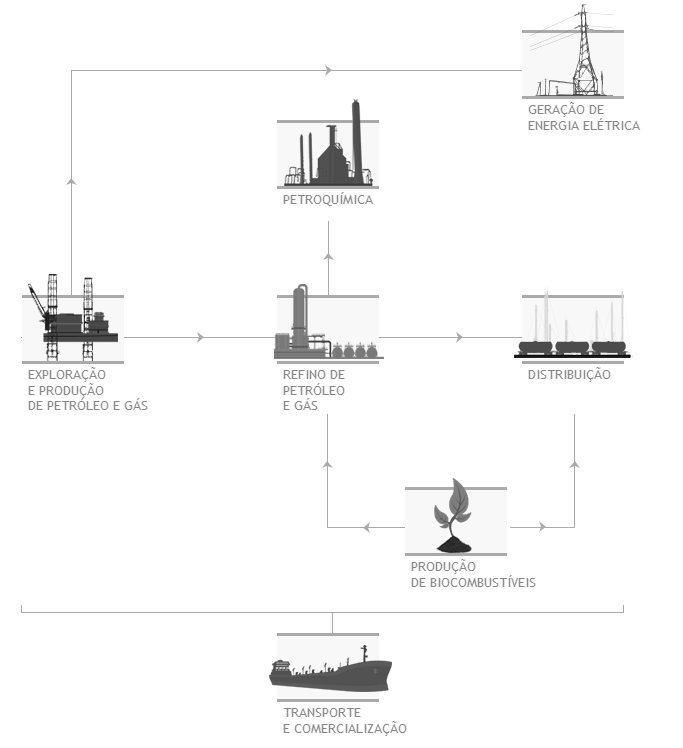 GERAÇÃO DE
ENERGIA ELÉTRICA
PETROQUÍMICA
EXPLORAÇÃO
E PRODUÇÃO
DE PETRÓLEO E GÁS
REFINO DE
PETRÓLEO
E GÁS
DISTRIBUIÇÃO
PRODUÇÃO
DE BIOCOMBUSTÍVEIS
TRANSPORTE
E COMERCIALIZAÇÃO